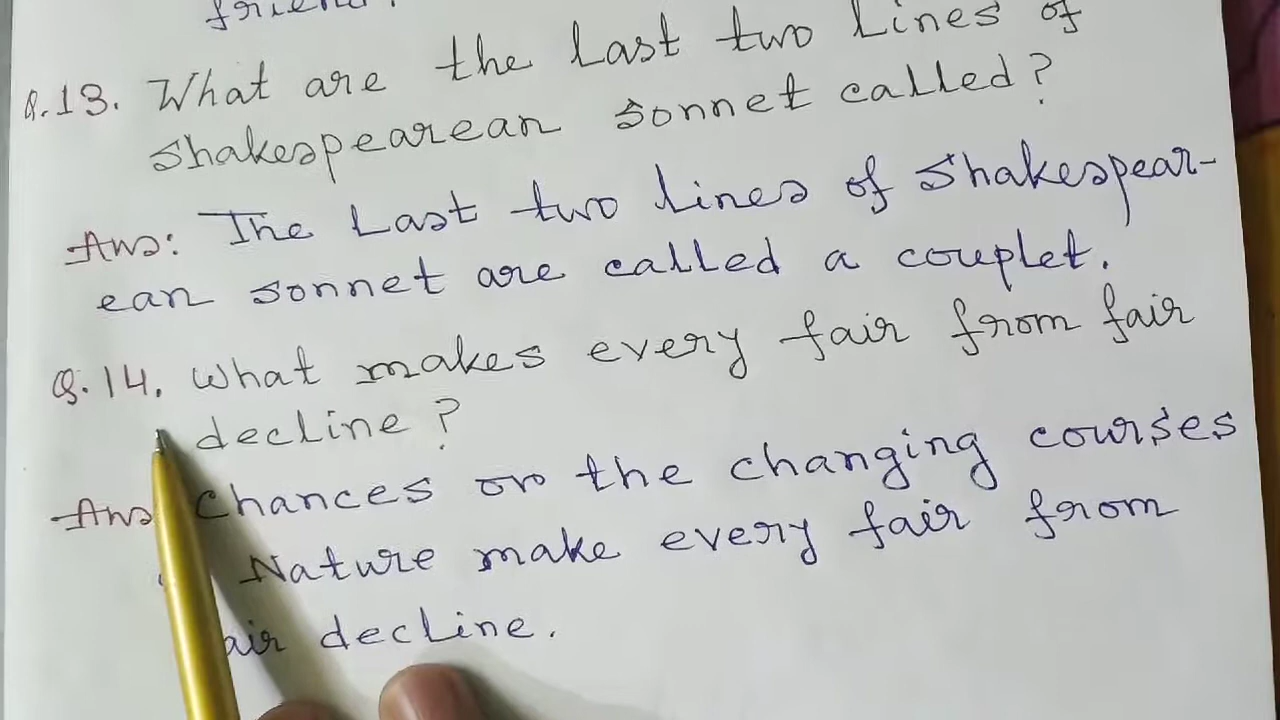 friend.
Q.13. What are the last two lines of
Shakespearean sonnet called?
Ans: The last two lines of Shakespear-
ean sonnet are called a couplet.
Q.14. What makes every fair from fair
decline?
Ans chances or the changing courses
Nature make every fair from
air decline.